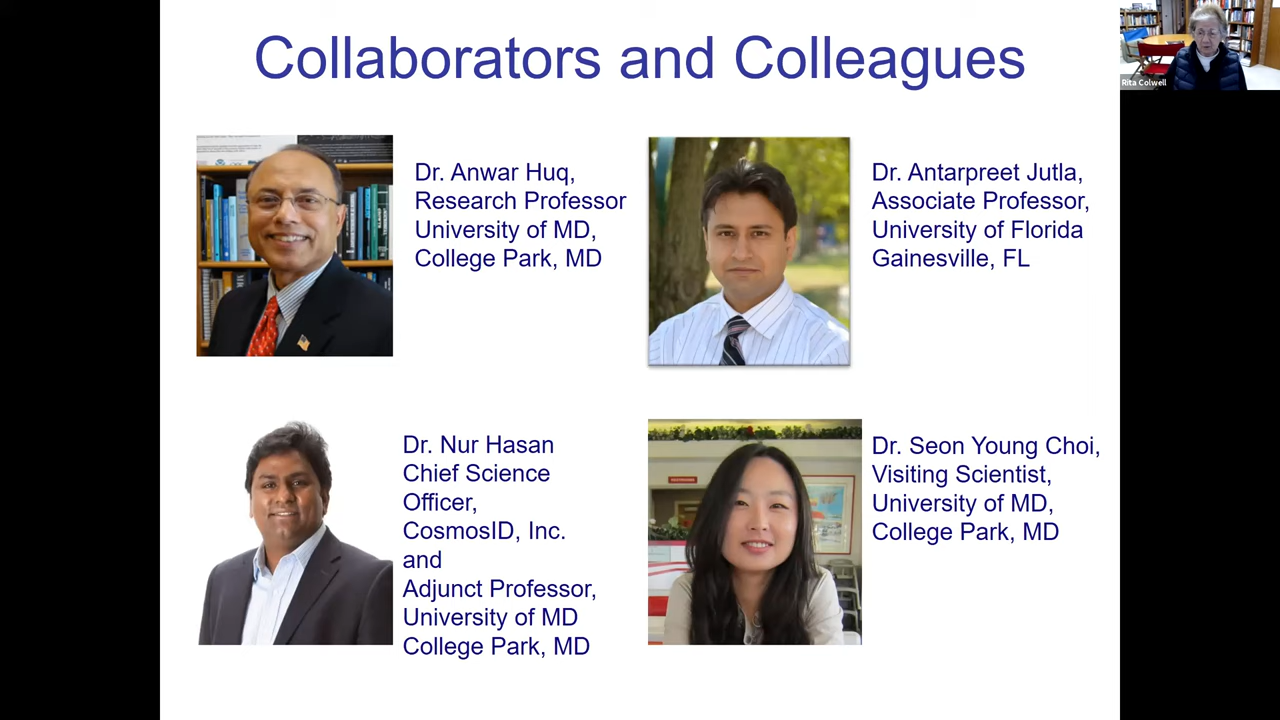 Collaborators and Colleagues
Rita Colwell
Dr. Anwar Huq,
Research Professor
University of MD,
College Park, MD
Dr. Antarpreet Jutla,
Associate Professor,
University of Florida
Gainesville, FL
Dr. Nur Hasan
Chief Science
Officer,
CosmosID, Inc.
and
Adjunct Professor,
University of MD
College Park, MD
Dr. Seon Young Choi,
Visiting Scientist,
University of MD,
College Park, MD